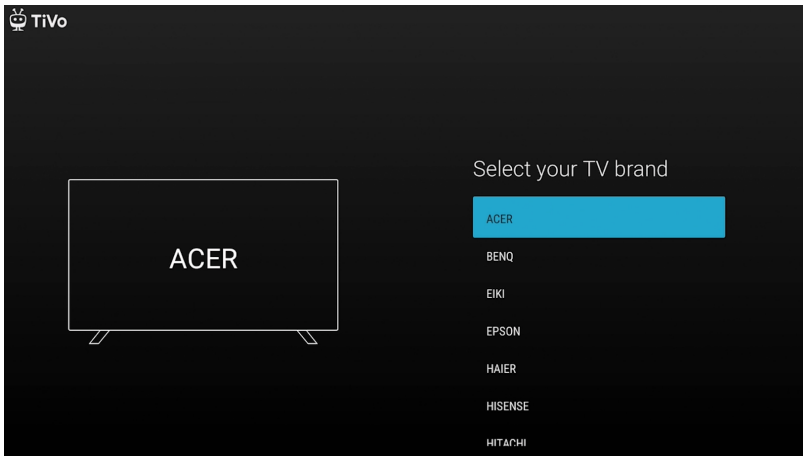 TiVo
Select your TV brand
ACER
ACER
BENQ
EIKI
EPSON
HAIER
HISENSE
HITACHI